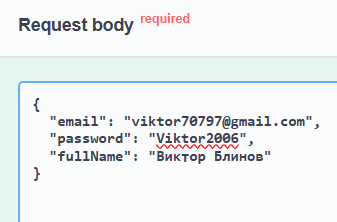 Request body required
{
"email": "viktor70797@gmail.com",
"password": "Viktor2006",
"fullName": "Виктор Блинов"
}